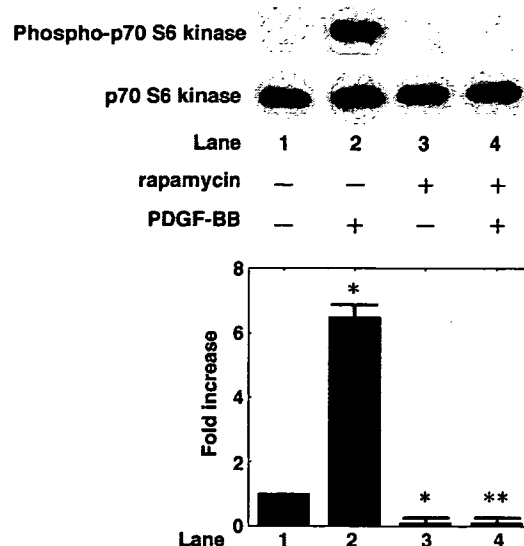 Phospho-p70 S6 kinase
p70 S6 kinase
Lane 1 2 3 4
rapamycin − − + +
PDGF-BB − + − +
8
6
4
2
0
Fold increase
*
* **
Lane 1 2 3 4